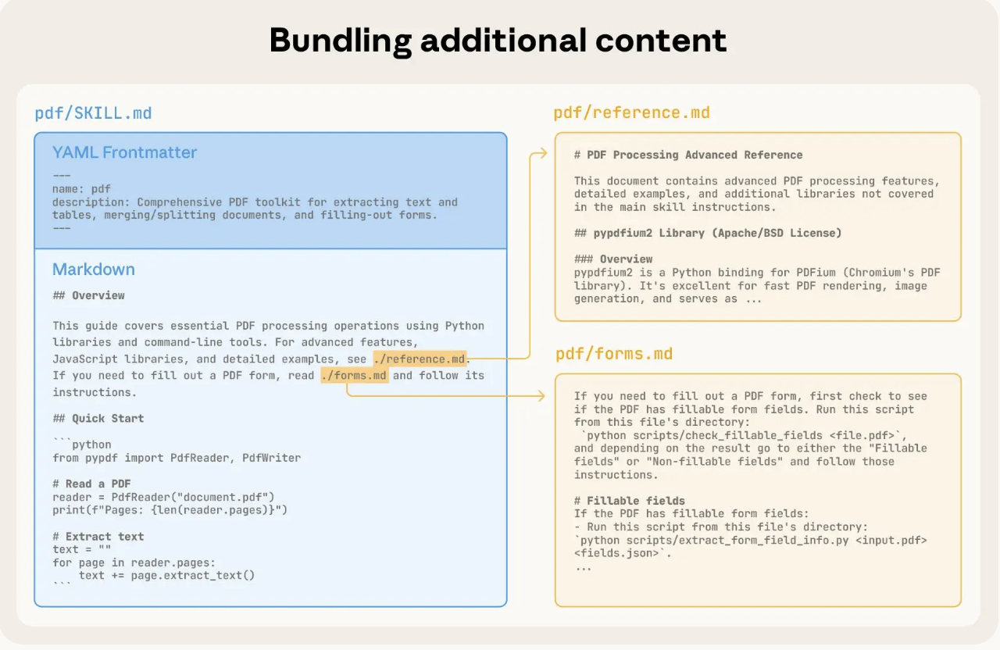 Bundling additional content
pdf/SKILL.md
YAML Frontmatter
---
name: pdf
description: Comprehensive PDF toolkit for extracting text and
tables, merging/splitting documents, and filling-out forms.
---
Markdown
## Overview
This guide covers essential PDF processing operations using Python
libraries and command-line tools. For advanced features,
JavaScript libraries, and detailed examples, see ./reference.md.
If you need to fill out a PDF form, read ./forms.md and follow its
instructions.
## Quick Start
```python
from pypdf import PdfReader, PdfWriter
# Read a PDF
reader = PdfReader("document.pdf")
print(f"Pages: {len(reader.pages)}")
# Extract text
text = ""
for page in reader.pages:
    text += page.extract_text()
```
pdf/reference.md
# PDF Processing Advanced Reference
This document contains advanced PDF processing features,
detailed examples, and additional libraries not covered
in the main skill instructions.
## pypdfium2 Library (Apache/BSD License)
### Overview
pypdfium2 is a Python binding for PDFium (Chromium's PDF
library). It's excellent for fast PDF rendering, image
generation, and serves as ...
pdf/forms.md
If you need to fill out a PDF form, first check to see
if the PDF has fillable form fields. Run this script
from this file's directory:
 `python scripts/check_fillable_fields <file.pdf>`,
and depending on the result go to either the "Fillable
fields" or "Non-fillable fields" and follow those
instructions.
# Fillable fields
If the PDF has fillable form fields:
- Run this script from this file's directory:
`python scripts/extract_form_field_info.py <input.pdf>
<fields.json>`.
...